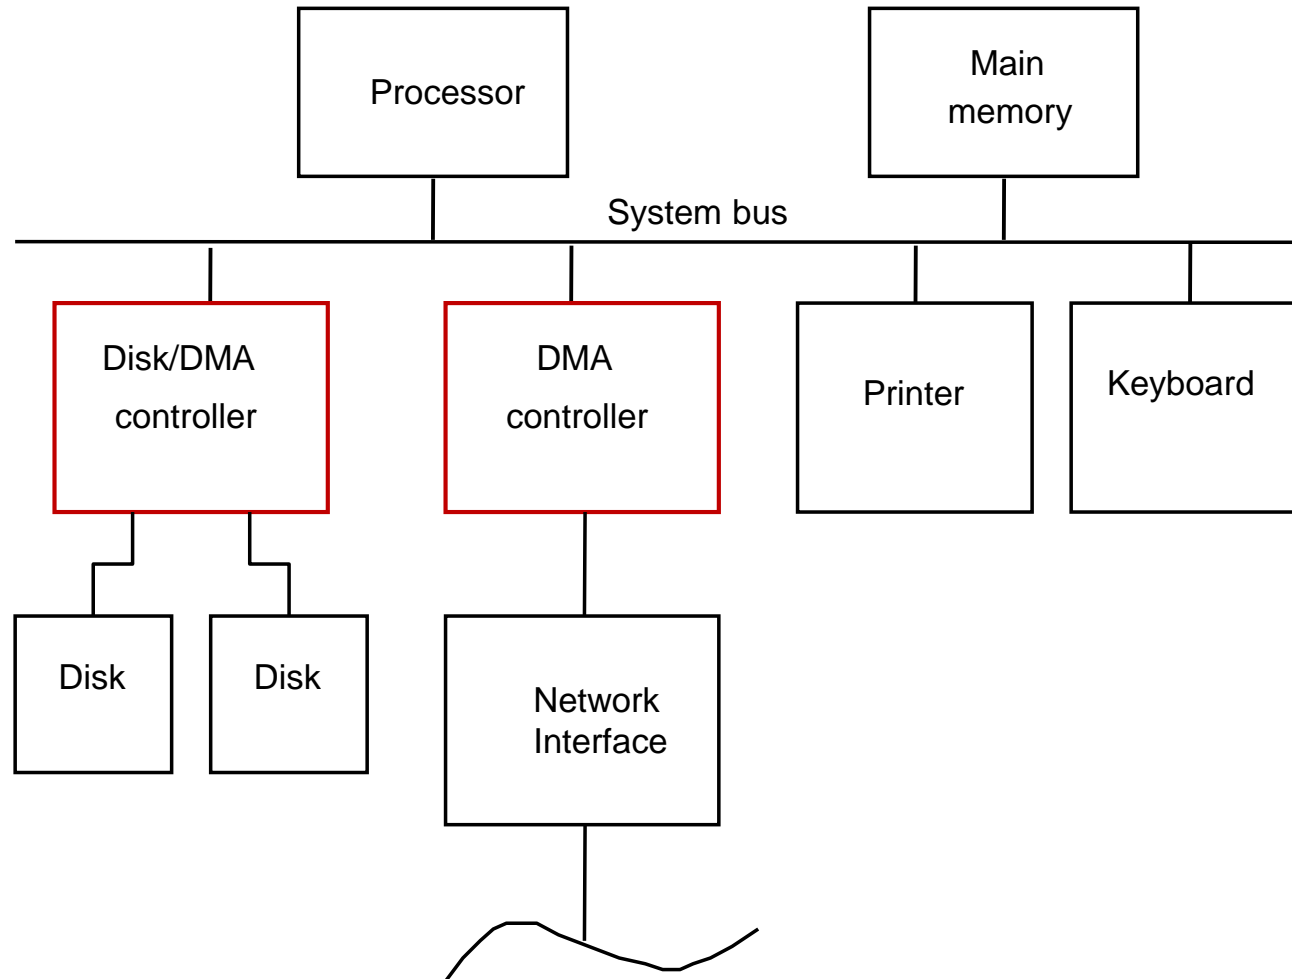 Processor
Main
memory
System bus
Disk/DMA
controller
DMA
controller
Printer
Keyboard
Disk
Disk
Network
Interface